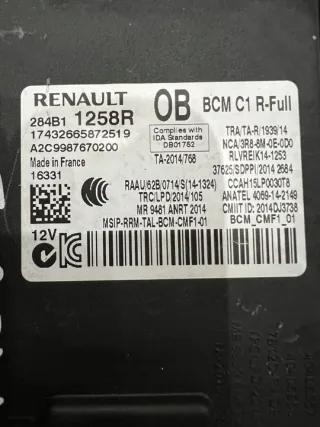 RENAULT
OB
BCM C1 R-Full
284B1 1258R
17432665872519
A2C9987670200
Made in France
16331
Complies with
IDA Standards
DB01752
TA-2014/768
TRA/TA-R/1939/14
NCA/3R8-8M-0E-0D0
RLVRE/K14-1253
37625/SDPPI/2014 2684
RAAU/62B/0714/S(14-1324)
CCAH15LP0030T8
TRC/LPD/2014/105
ANATEL 4069-14-2149
MR 9481 ANRT 2014
CMIIT ID: 2014DJ3738
MSIP-RRM-TAL-BCM-CMF1-01
BCM_CMF1_01
12V